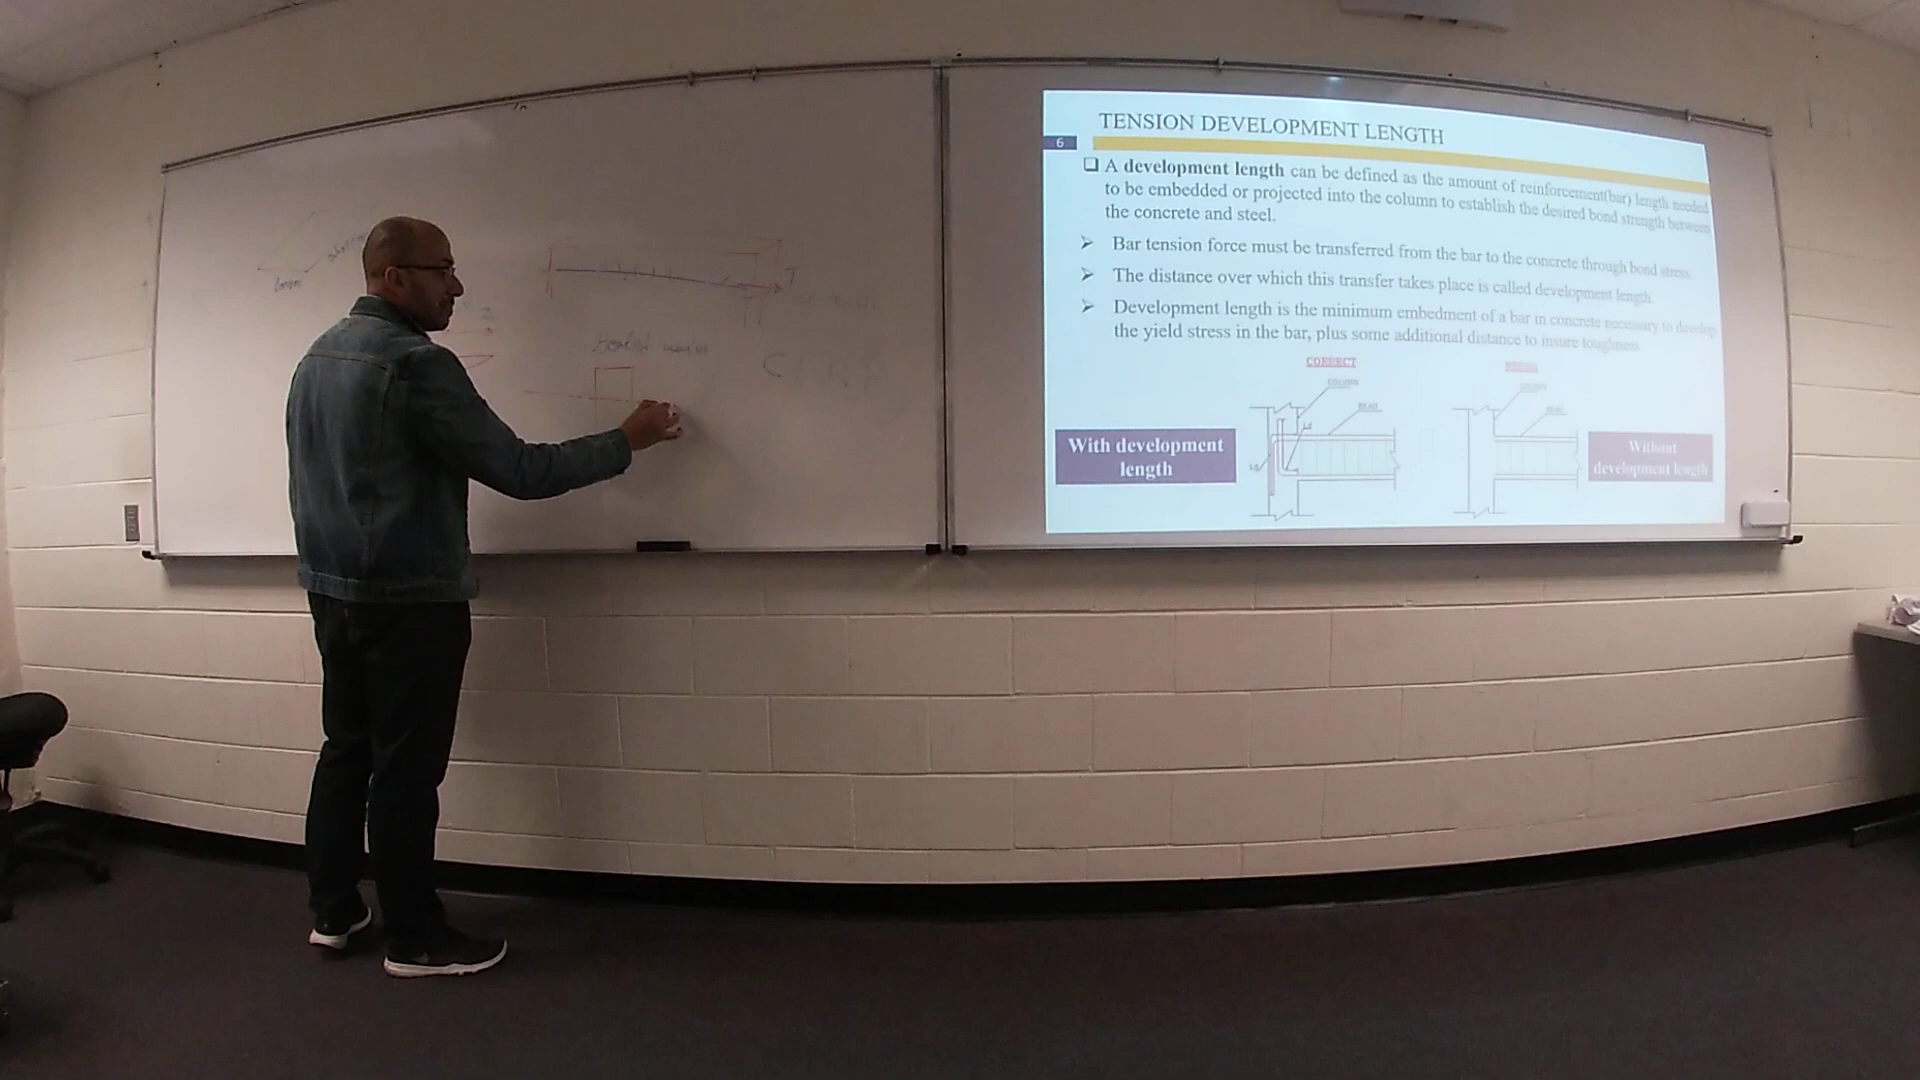 TENSION DEVELOPMENT LENGTH
6
❑ A development length can be defined as the amount of reinforcement(bar) length needed
to be embedded or projected into the column to establish the desired bond strength between
the concrete and steel.
➢ Bar tension force must be transferred from the bar to the concrete through bond stress.
➢ The distance over which this transfer takes place is called development length.
➢ Development length is the minimum embedment of a bar in concrete necessary to develop
the yield stress in the bar, plus some additional distance to insure toughness.
CORRECT
COLUMN
BEAM
With development
length
COLUMN
BEAM
Without
development length
T